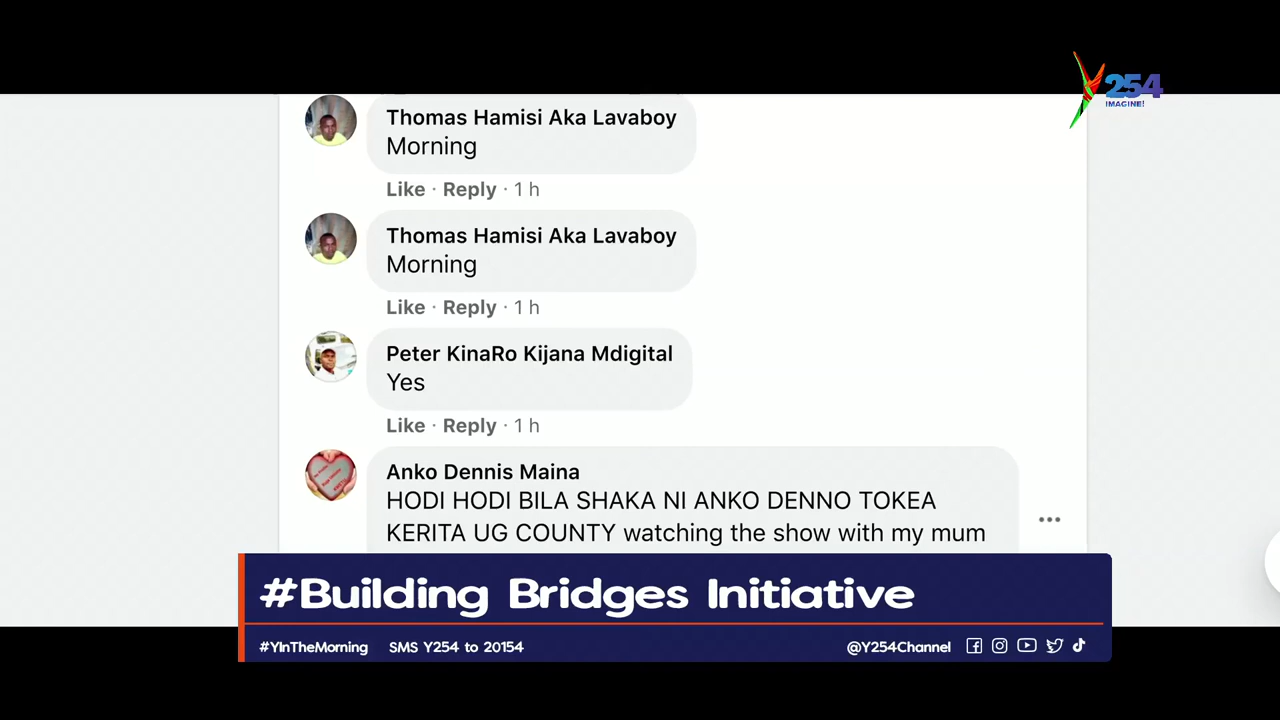 Y254
IMAGINE!
Thomas Hamisi Aka Lavaboy
Morning
Like · Reply · 1 h
Thomas Hamisi Aka Lavaboy
Morning
Like · Reply · 1 h
Peter KinaRo Kijana Mdigital
Yes
Like · Reply · 1 h
Anko Dennis Maina
HODI HODI BILA SHAKA NI ANKO DENNO TOKEA
KERITA UG COUNTY watching the show with my mum
#Building Bridges Initiative
#YInTheMorning SMS Y254 to 20154 @Y254Channel